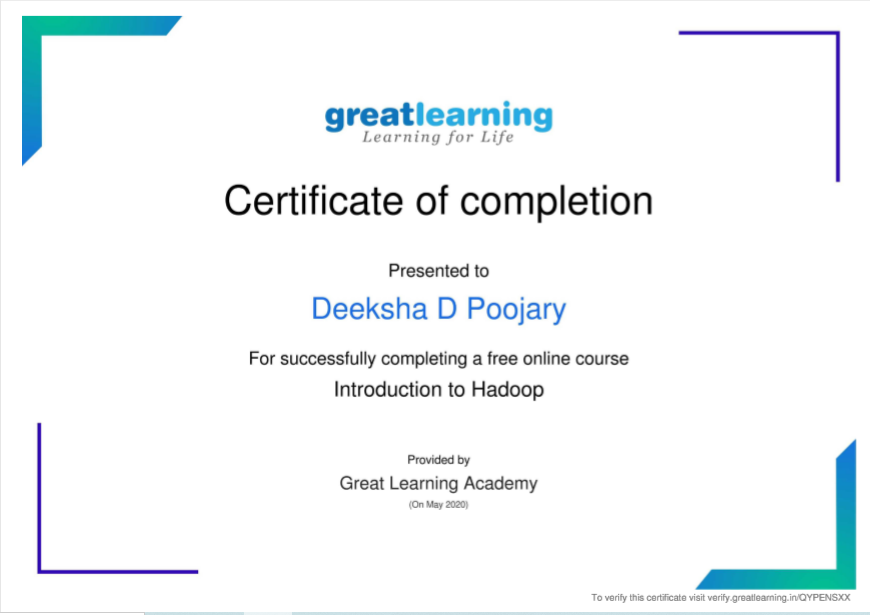 greatlearning
Learning for Life
Certificate of completion
Presented to
Deeksha D Poojary
For successfully completing a free online course
Introduction to Hadoop
Provided by
Great Learning Academy
(On May 2020)
To verify this certificate visit verify.greatlearning.in/QYPENSXX